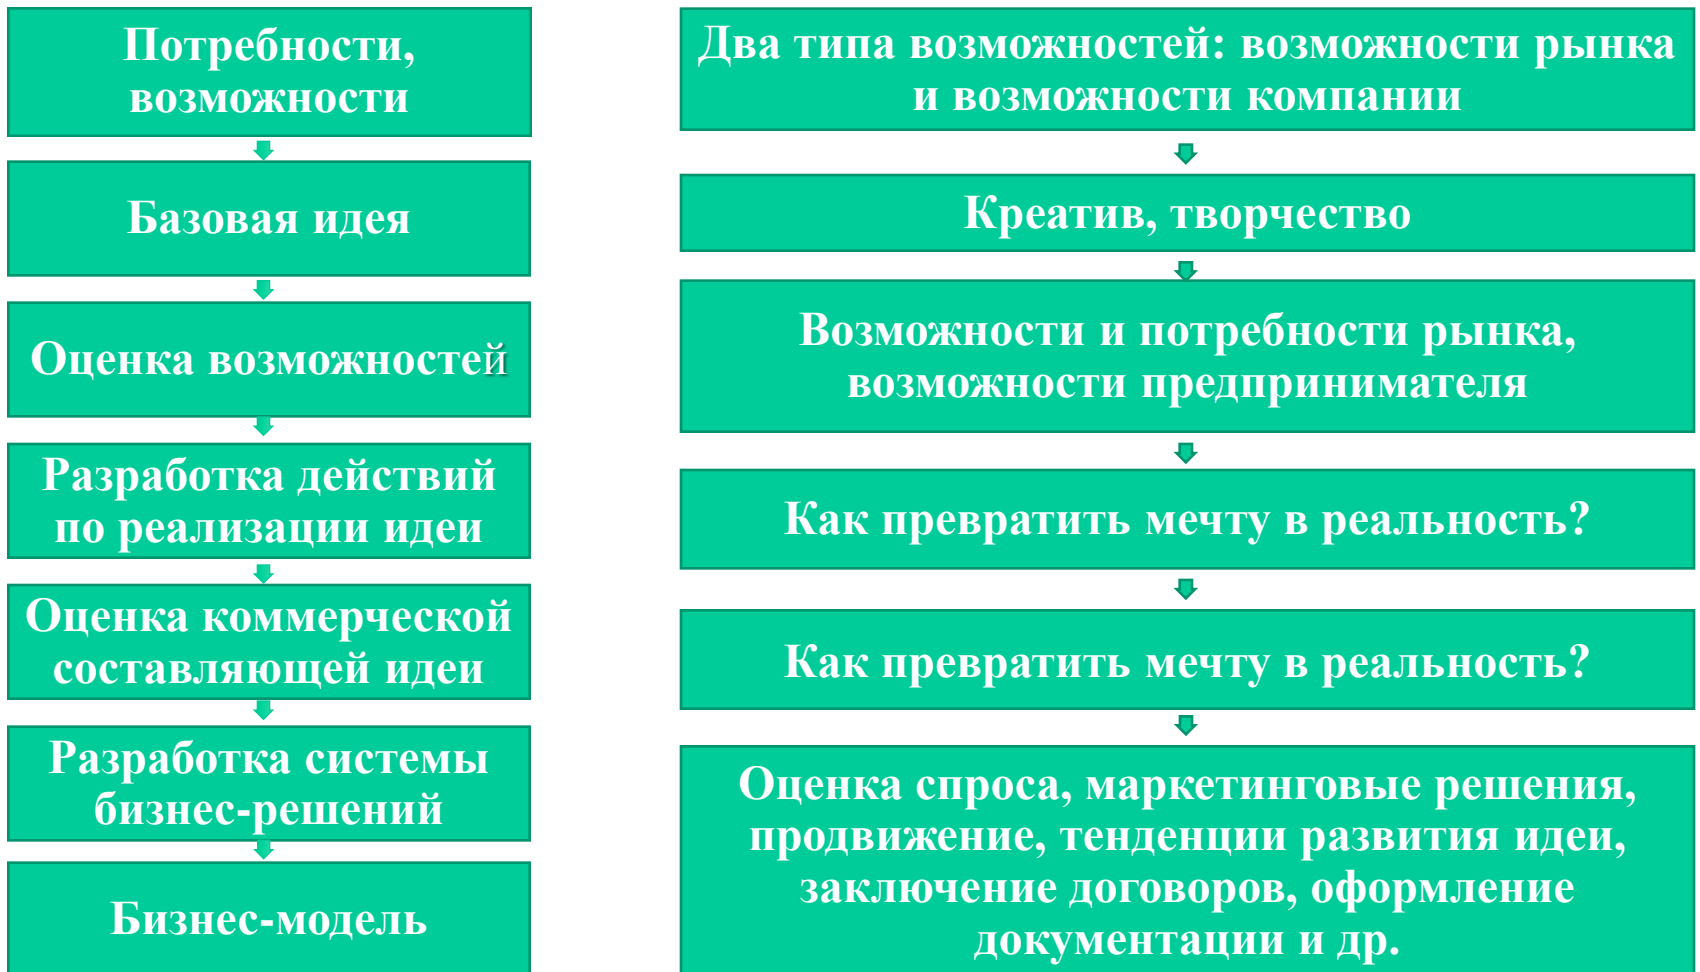 Потребности,
возможности
Базовая идея
Оценка возможностей
Разработка действий
по реализации идеи
Оценка коммерческой
составляющей идеи
Разработка системы
бизнес-решений
Бизнес-модель
Два типа возможностей: возможности рынка
и возможности компании
Креатив, творчество
Возможности и потребности рынка,
возможности предпринимателя
Как превратить мечту в реальность?
Как превратить мечту в реальность?
Оценка спроса, маркетинговые решения,
продвижение, тенденции развития идеи,
заключение договоров, оформление
документации и др.